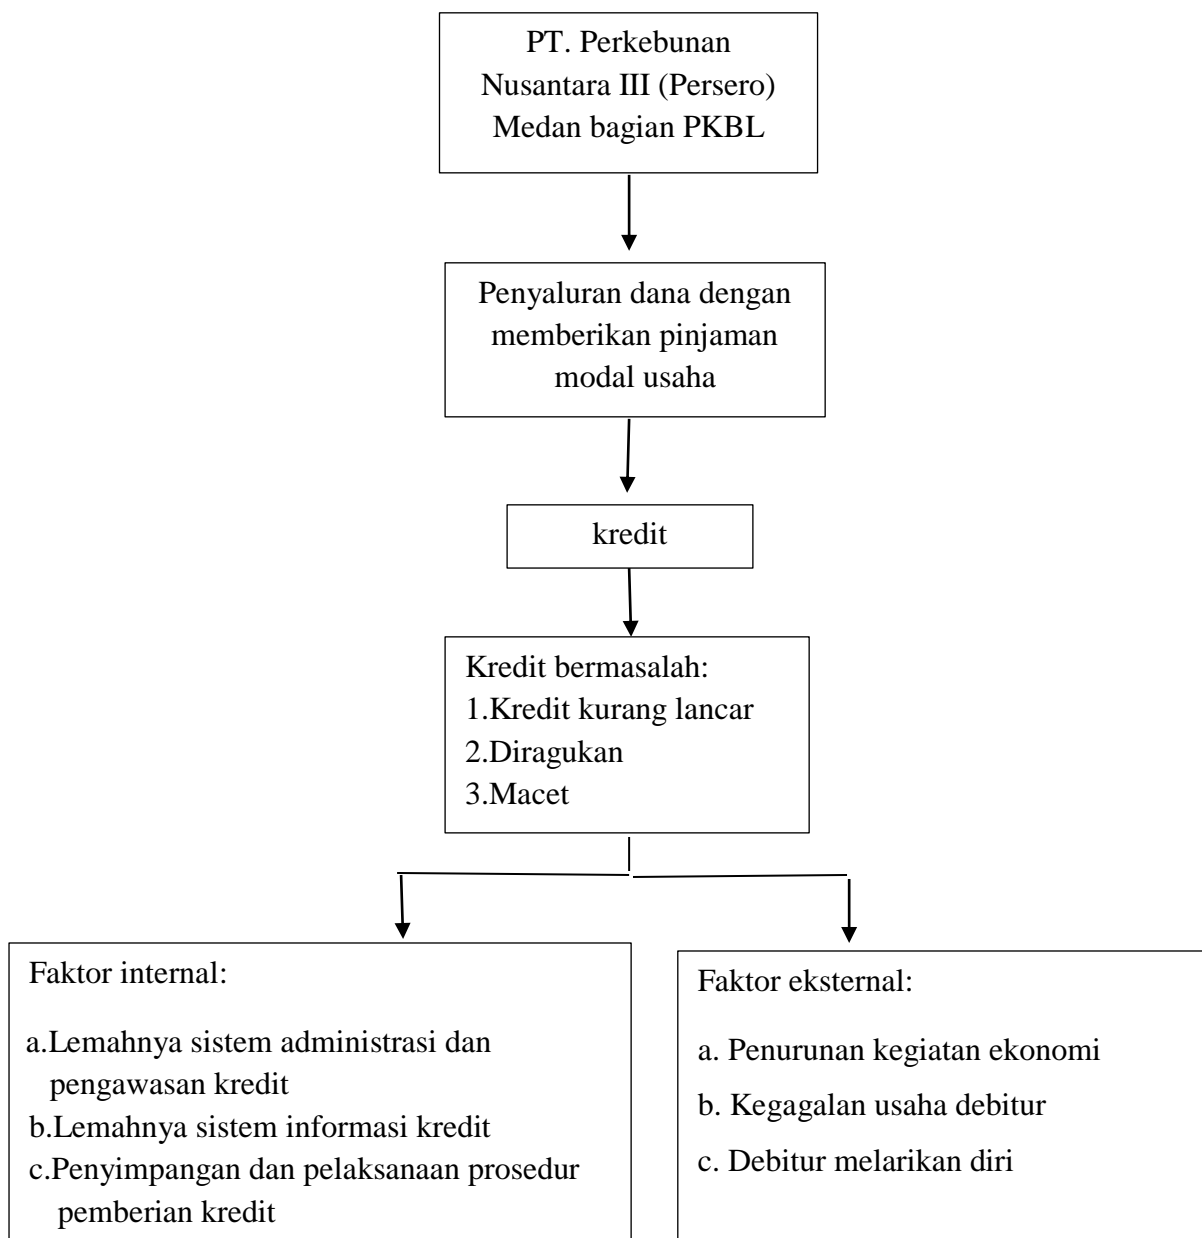 PT. Perkebunan
Nusantara III (Persero)
Medan bagian PKBL
Penyaluran dana dengan
memberikan pinjaman
modal usaha
kredit
Kredit bermasalah:
1.Kredit kurang lancar
2.Diragukan
3.Macet
Faktor internal:
a.Lemahnya sistem administrasi dan
pengawasan kredit
b.Lemahnya sistem informasi kredit
c.Penyimpangan dan pelaksanaan prosedur
pemberian kredit
Faktor eksternal:
a. Penurunan kegiatan ekonomi
b. Kegagalan usaha debitur
c. Debitur melarikan diri